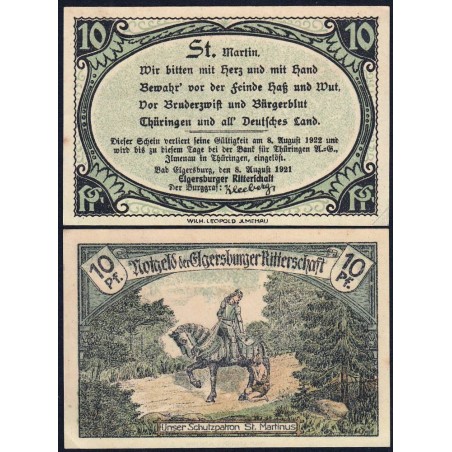 10
10
St. Martin.
Wir bitten mit Herz und mit Hand
Bewahr' vor der Feinde Haß und Wut,
Vor Bruderzwist und Bürgerblut
Thüringen und all' Deutsches Land.
Dieser Schein verliert seine Gültigkeit am 8. August 1922 und
wird bis zu diesem Tage bei der Bank für Thüringen A.-G.,
Ilmenau in Thüringen, eingelöst.
Bad Elgersburg, den 8. August 1921
Elgersburger Ritterschaft
Der Burggraf: Kleeberg
Pf
Pf
WILH. LEOPOLD JLMENAU
Notgeld der Elgersburger Ritterschaft
10 Pf.
10 Pf.
Unser Schutzpatron St. Martinus